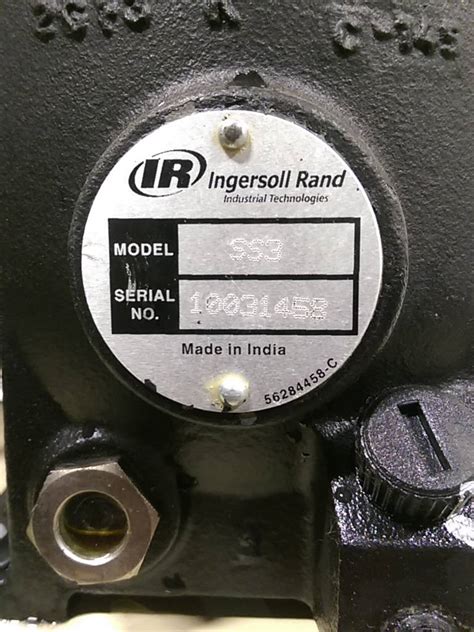 IR Ingersoll Rand
Industrial Technologies
MODEL SS3
SERIAL NO. 10031458
Made in India
56284458-C